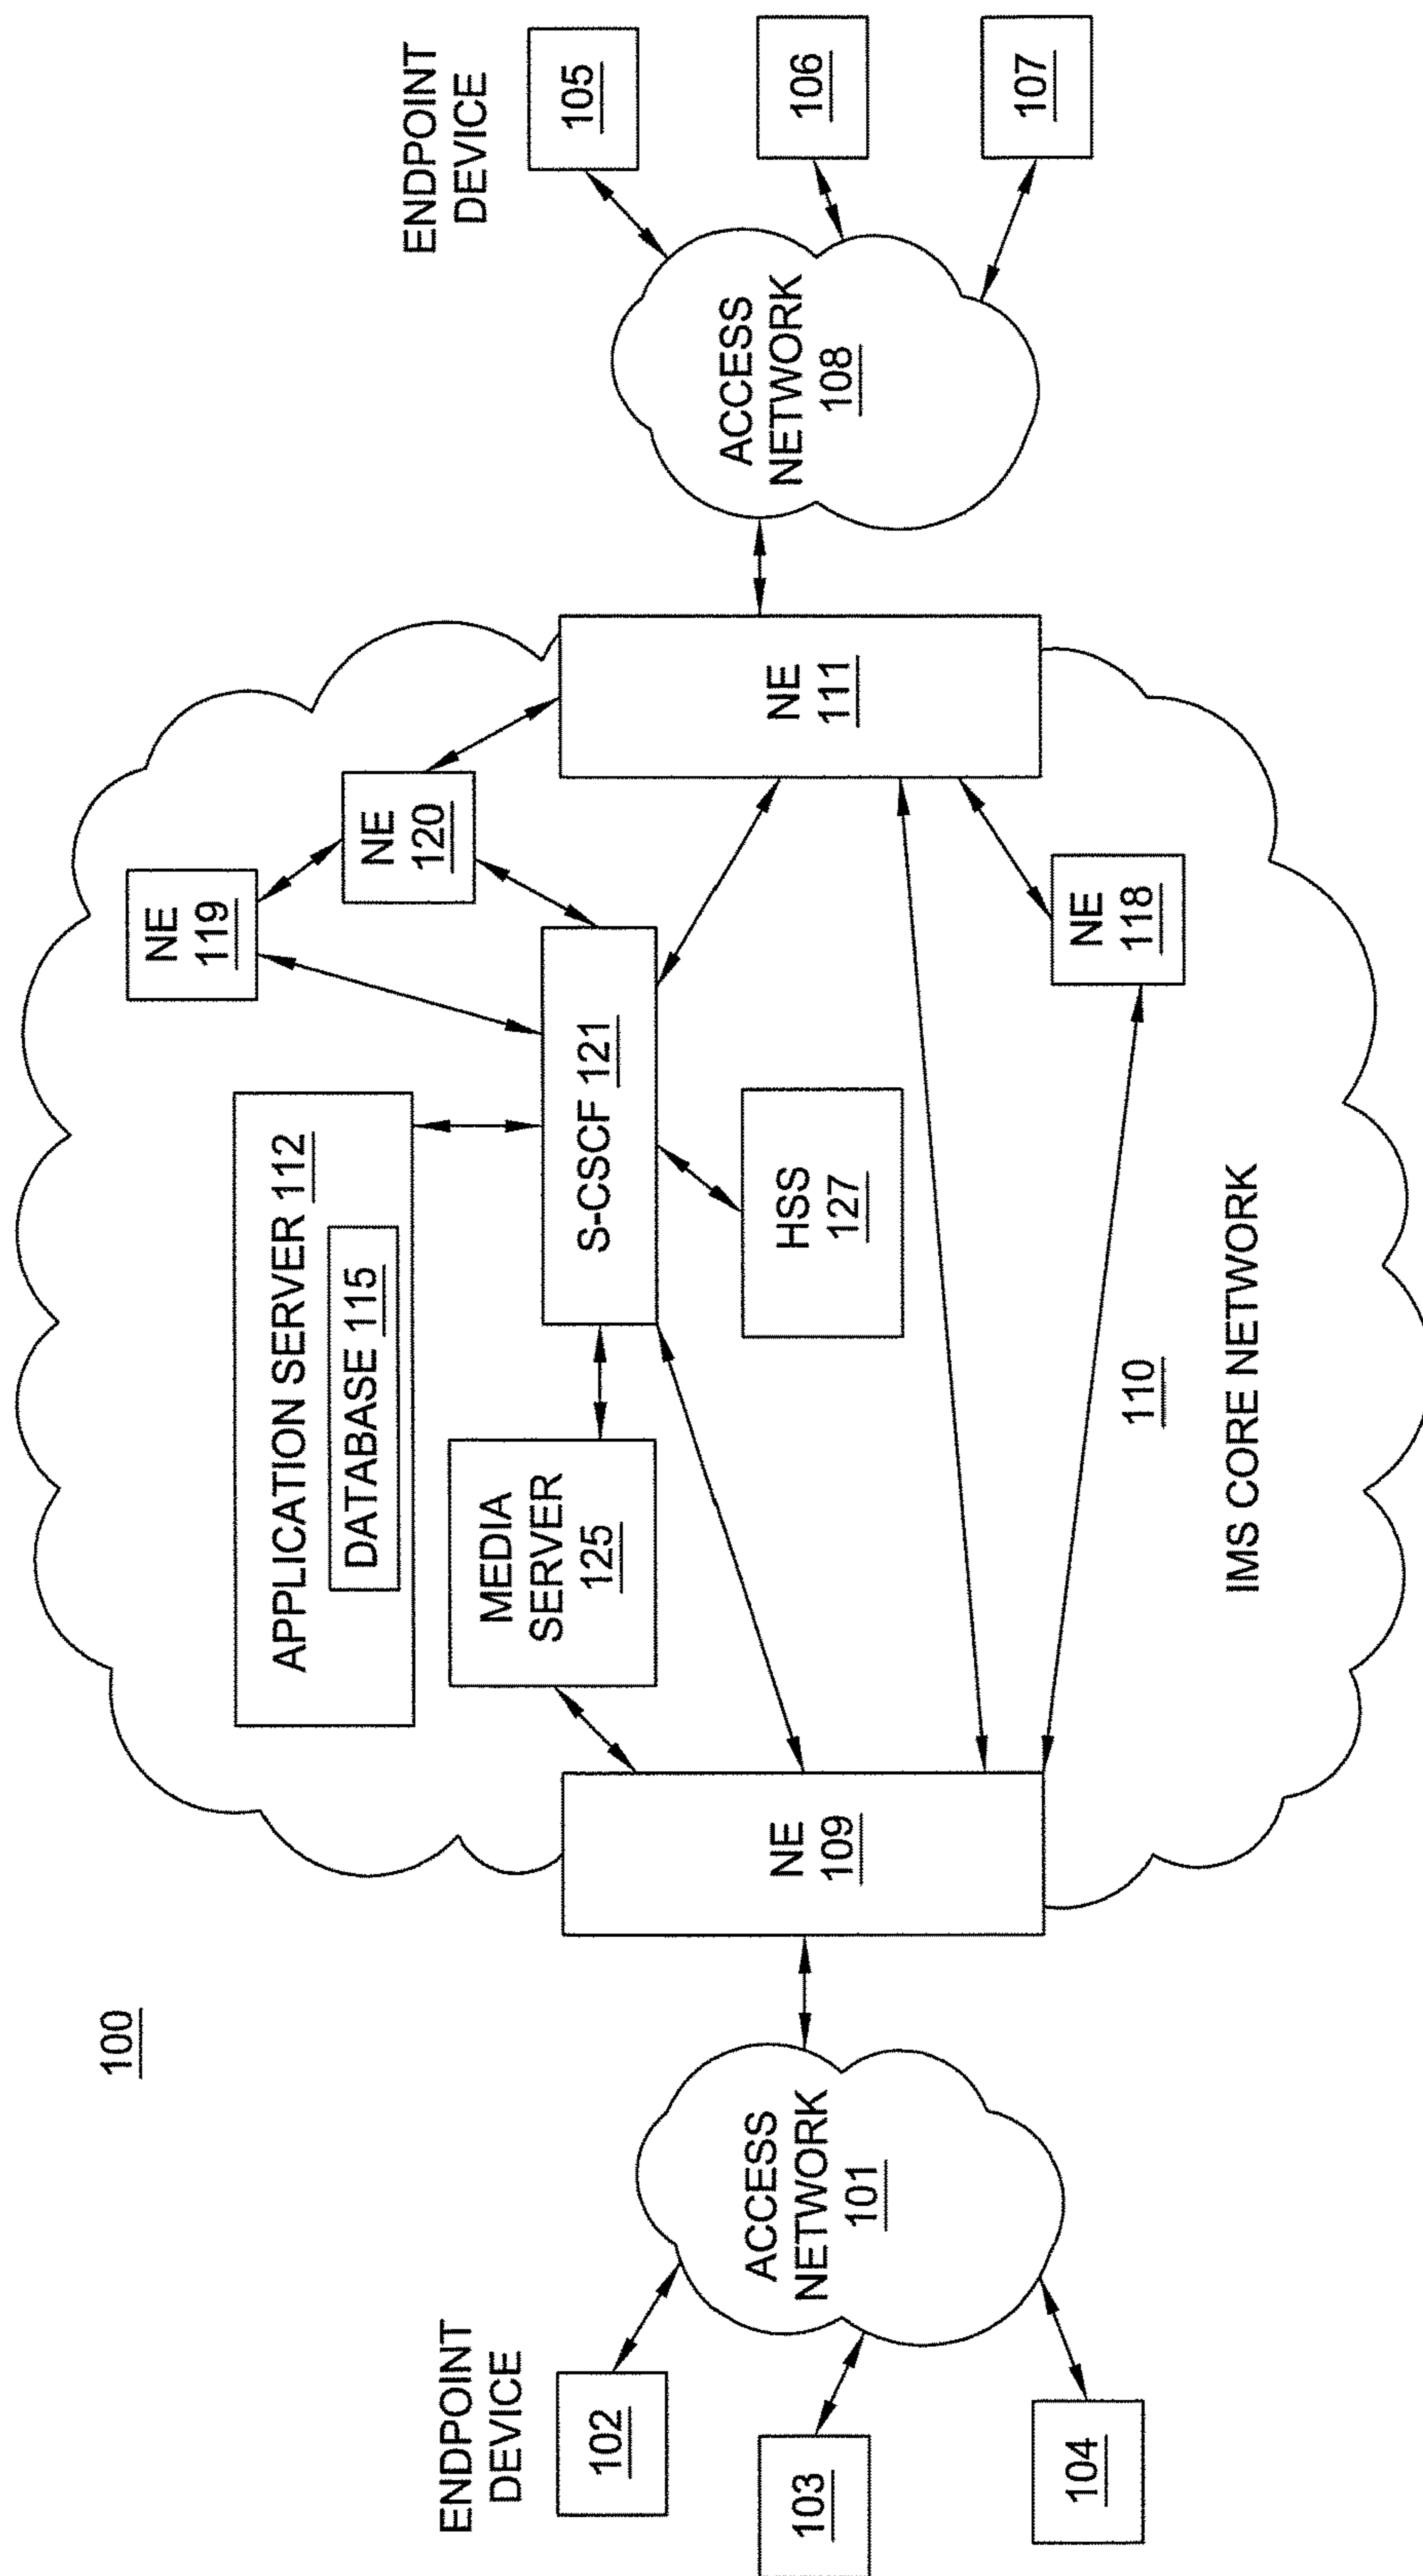 100
ENDPOINT
DEVICE
102
103
104
ACCESS
NETWORK
101
NE
109
APPLICATION SERVER 112
DATABASE 115
MEDIA
SERVER
125
S-CSCF 121
HSS
127
NE
119
NE
120
NE
111
NE
118
110
IMS CORE NETWORK
ACCESS
NETWORK
108
ENDPOINT
DEVICE
105
106
107